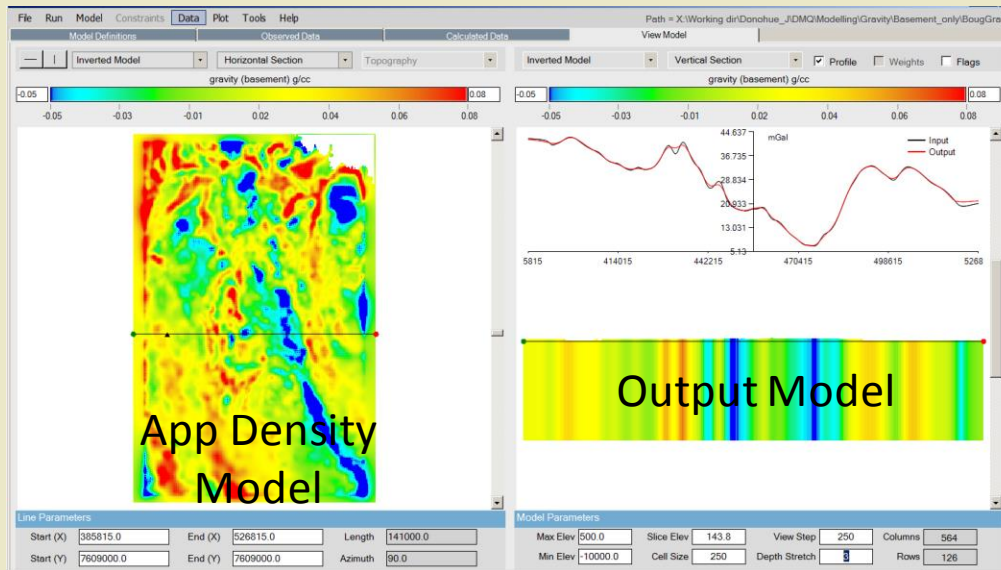 File Run Model Constraints Data Plot Tools Help Path = X:\Working dir\Donohue_J\DMQ\Modelling\Gravity\Basement_only\BougGra
Model Definitions Observed Data Calculated Data View Model
Inverted Model Horizontal Section Topography
gravity (basement) g/cc
-0.05 0.08
-0.05 -0.03 -0.01 0.02 0.04 0.06 0.08
App Density
Model
Line Parameters
Start (X) 385815.0 End (X) 526815.0 Length 141000.0
Start (Y) 7609000.0 End (Y) 7609000.0 Azimuth 90.0
Inverted Model Vertical Section Profile Weights Flags
gravity (basement) g/cc
-0.05 0.08
-0.05 -0.03 -0.01 0.02 0.04 0.06 0.08
44.637 mGal Input
36.735 Output
28.834
20.933
13.031
5.13
5815 414015 442215 470415 498615 5268
Output Model
Model Parameters
Max Elev 500.0 Slice Elev 143.8 View Step 250 Columns 564
Min Elev -10000.0 Cell Size 250 Depth Stretch 3 Rows 126